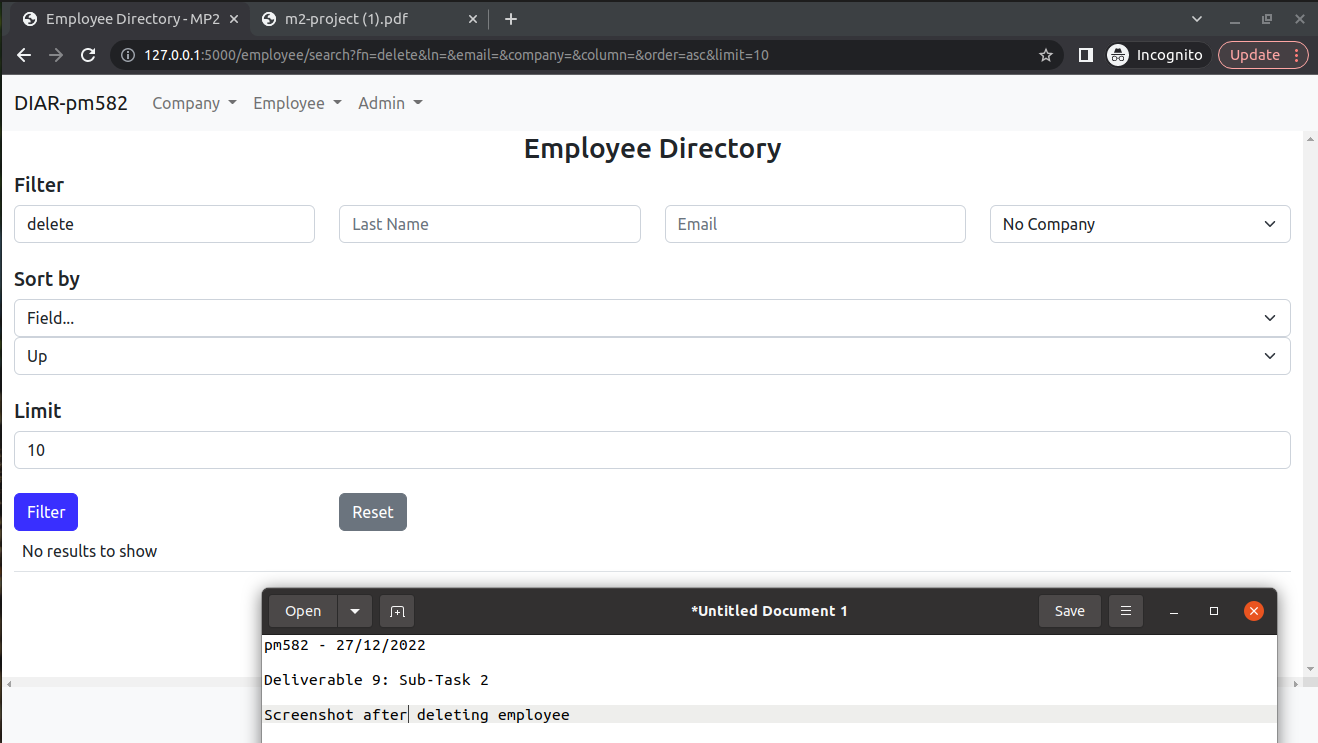 Employee Directory - MP2
m2-project (1).pdf
127.0.0.1:5000/employee/search?fn=delete&ln=&email=&company=&column=&order=asc&limit=10
Incognito
Update
DIAR-pm582 Company Employee Admin
Employee Directory
Filter
delete Last Name Email No Company
Sort by
Field...
Up
Limit
10
Filter Reset
No results to show
Open *Untitled Document 1 Save
pm582 - 27/12/2022
Deliverable 9: Sub-Task 2
Screenshot after deleting employee